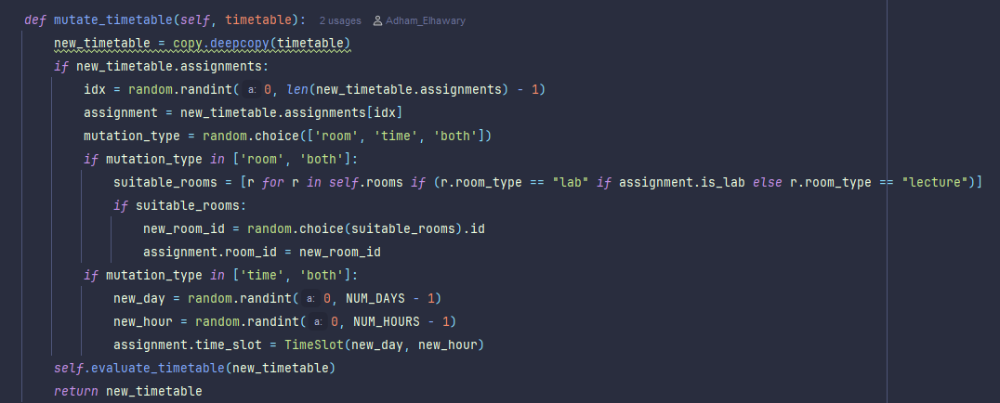 def mutate_timetable(self, timetable): 2 usages Adham_Elhawary
    new_timetable = copy.deepcopy(timetable)
    if new_timetable.assignments:
        idx = random.randint( a: 0, len(new_timetable.assignments) - 1)
        assignment = new_timetable.assignments[idx]
        mutation_type = random.choice(['room', 'time', 'both'])
        if mutation_type in ['room', 'both']:
            suitable_rooms = [r for r in self.rooms if (r.room_type == "lab" if assignment.is_lab else r.room_type == "lecture")]
            if suitable_rooms:
                new_room_id = random.choice(suitable_rooms).id
                assignment.room_id = new_room_id
        if mutation_type in ['time', 'both']:
            new_day = random.randint( a: 0, NUM_DAYS - 1)
            new_hour = random.randint( a: 0, NUM_HOURS - 1)
            assignment.time_slot = TimeSlot(new_day, new_hour)
    self.evaluate_timetable(new_timetable)
    return new_timetable